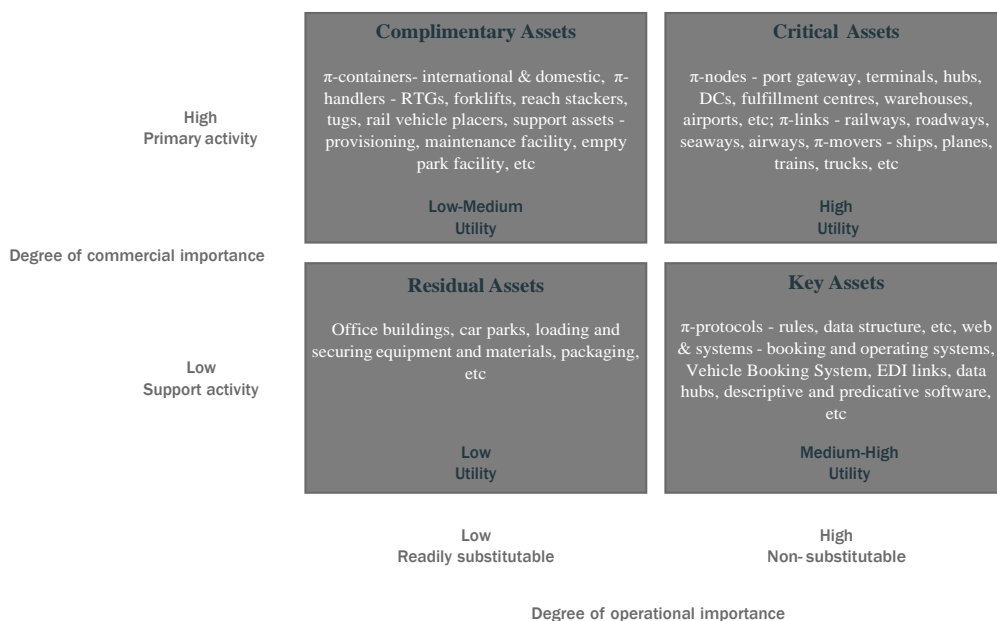 Complimentary Assets
π-containers- international & domestic, π-
handlers - RTGs, forklifts, reach stackers,
tugs, rail vehicle placers, support assets -
provisioning, maintenance facility, empty
park facility, etc
Low-Medium
Utility
Critical Assets
π-nodes - port gateway, terminals, hubs,
DCs, fulfillment centres, warehouses,
airports, etc; π-links - railways, roadways,
seaways, airways, π-movers - ships, planes,
trains, trucks, etc
High
Utility
High
Primary activity
Degree of commercial importance
Residual Assets
Office buildings, car parks, loading and
securing equipment and materials, packaging,
etc
Low
Utility
Key Assets
π-protocols - rules, data structure, etc, web
& systems - booking and operating systems,
Vehicle Booking System, EDI links, data
hubs, descriptive and predicative software,
etc
Medium-High
Utility
Low
Support activity
Low
Readily substitutable
High
Non- substitutable
Degree of operational importance